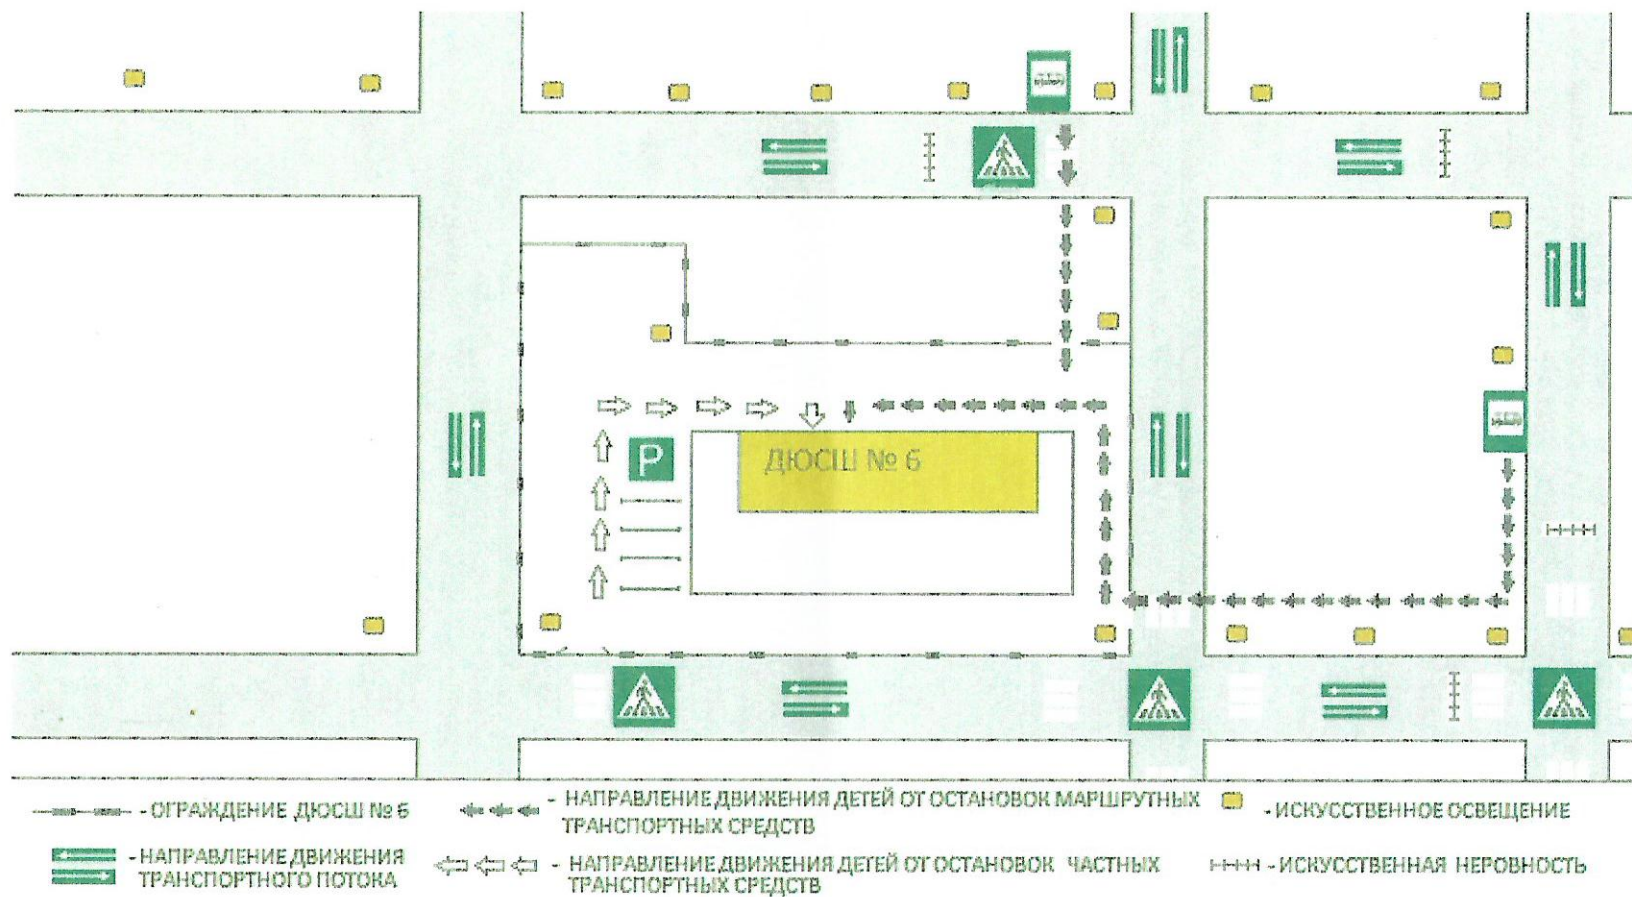 P
ДЮСШ № 6
- ОГРАЖДЕНИЕ ДЮСШ № 6
- НАПРАВЛЕНИЕ ДВИЖЕНИЯ ДЕТЕЙ ОТ ОСТАНОВОК МАРШРУТНЫХ
ТРАНСПОРТНЫХ СРЕДСТВ
- ИСКУССТВЕННОЕ ОСВЕЩЕНИЕ
- НАПРАВЛЕНИЕ ДВИЖЕНИЯ
ТРАНСПОРТНОГО ПОТОКА
- НАПРАВЛЕНИЕ ДВИЖЕНИЯ ДЕТЕЙ ОТ ОСТАНОВОК ЧАСТНЫХ
ТРАНСПОРТНЫХ СРЕДСТВ
- ИСКУССТВЕННАЯ НЕРОВНОСТЬ